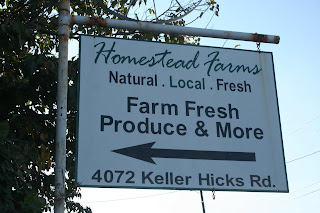 Homestead Farms
Natural . Local . Fresh
Farm Fresh
Produce & More
4072 Keller Hicks Rd.